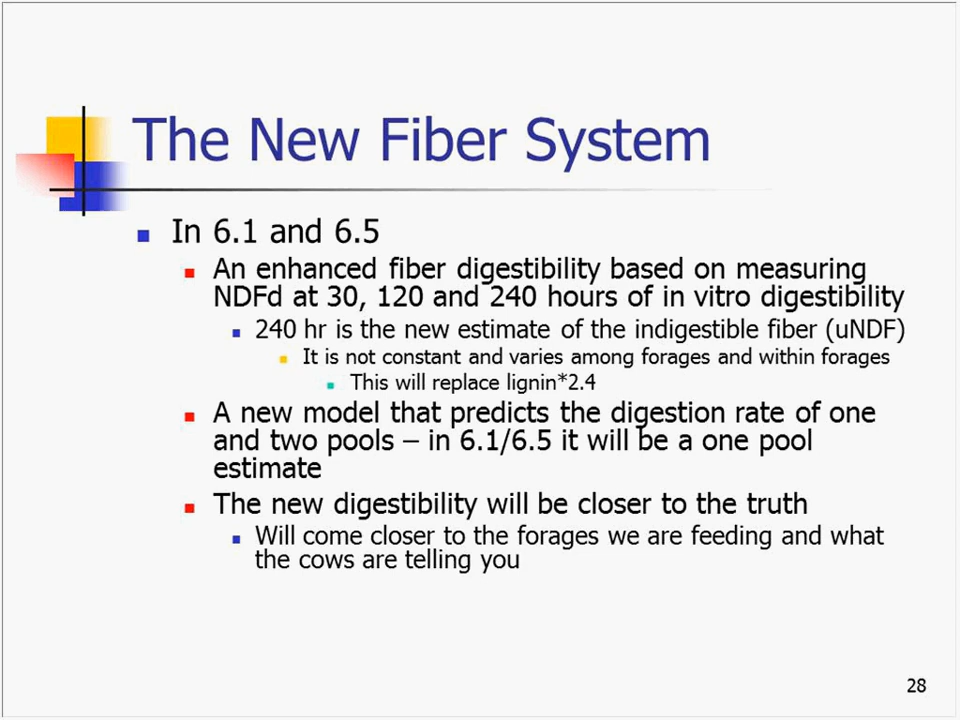 The New Fiber System
In 6.1 and 6.5
An enhanced fiber digestibility based on measuring
NDFd at 30, 120 and 240 hours of in vitro digestibility
240 hr is the new estimate of the indigestible fiber (uNDF)
It is not constant and varies among forages and within forages
This will replace lignin*2.4
A new model that predicts the digestion rate of one
and two pools – in 6.1/6.5 it will be a one pool
estimate
The new digestibility will be closer to the truth
Will come closer to the forages we are feeding and what
the cows are telling you
28